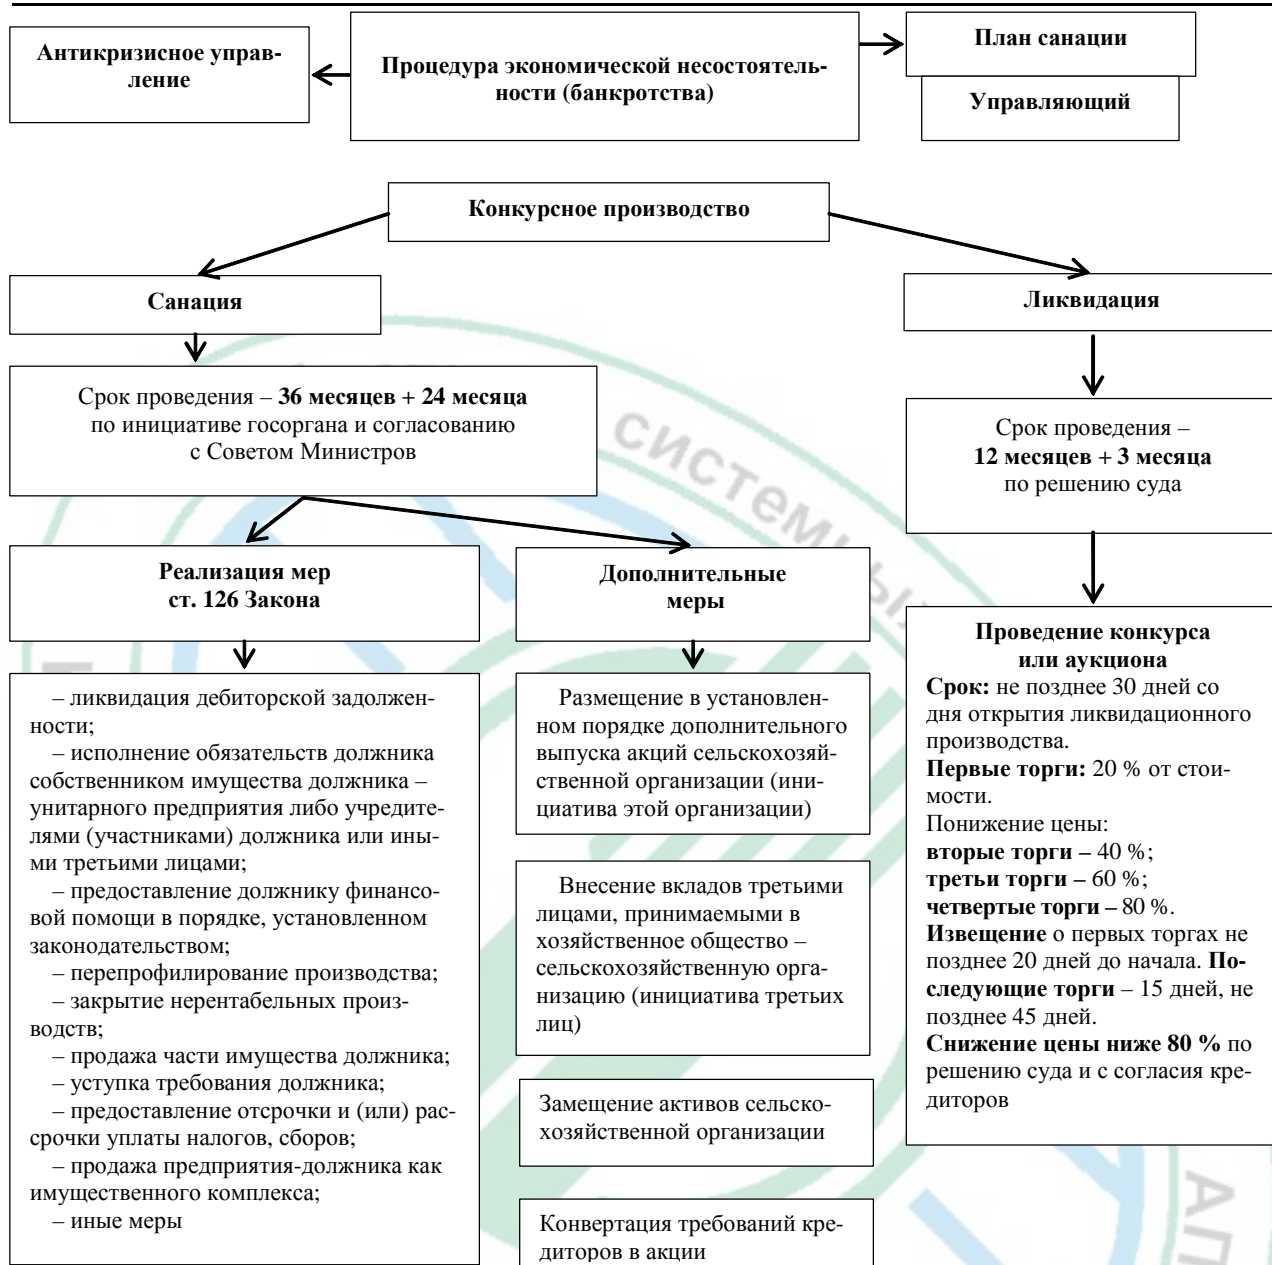 Антикризисное управ-
ление
Процедура экономической несостоятель-
ности (банкротства)
План санации
Управляющий
Конкурсное производство
Санация
Ликвидация
Срок проведения – 36 месяцев + 24 месяца
по инициативе госоргана и согласованию
с Советом Министров
Срок проведения –
12 месяцев + 3 месяца
по решению суда
Реализация мер
ст. 126 Закона
Дополнительные
меры
– ликвидация дебиторской задолжен-
ности;
– исполнение обязательств должника
собственником имущества должника –
унитарного предприятия либо учредите-
лями (участниками) должника или ины-
ми третьими лицами;
– предоставление должнику финансо-
вой помощи в порядке, установленном
законодательством;
– перепрофилирование производства;
– закрытие нерентабельных произ-
водств;
– продажа части имущества должника;
– уступка требования должника;
– предоставление отсрочки и (или) рас-
срочки уплаты налогов, сборов;
– продажа предприятия-должника как
имущественного комплекса;
– иные меры
Размещение в установлен-
ном порядке дополнительного
выпуска акций сельскохозяй-
ственной организации (ини-
циатива этой организации)
Внесение вкладов третьими
лицами, принимаемыми в
хозяйственное общество –
сельскохозяйственную орга-
низацию (инициатива третьих
лиц)
Замещение активов сельско-
хозяйственной организации
Конвертация требований кре-
диторов в акции
Проведение конкурса
или аукциона
Срок: не позднее 30 дней со
дня открытия ликвидационного
производства.
Первые торги: 20 % от стои-
мости.
Понижение цены:
вторые торги – 40 %;
третьи торги – 60 %;
четвертые торги – 80 %.
Извещение о первых торгах не
позднее 20 дней до начала. По-
следующие торги – 15 дней, не
позднее 45 дней.
Снижение цены ниже 80 % по
решению суда и с согласия кре-
диторов